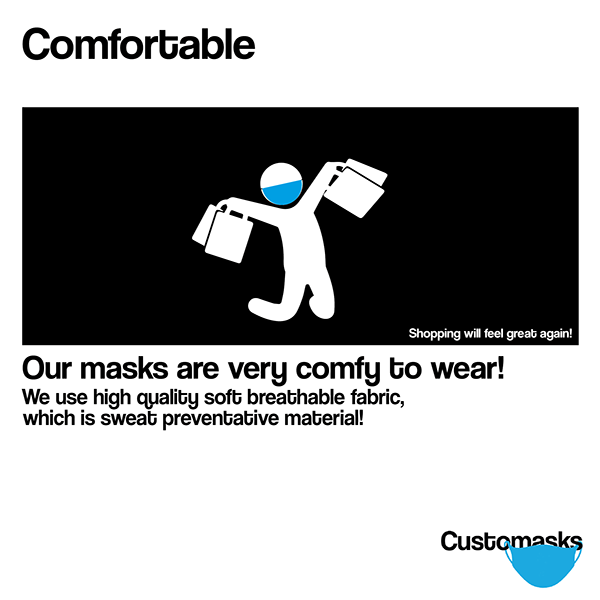 Comfortable
Shopping will feel great again!
Our masks are very comfy to wear!
We use high quality soft breathable fabric,
which is sweat preventative material!
Customasks